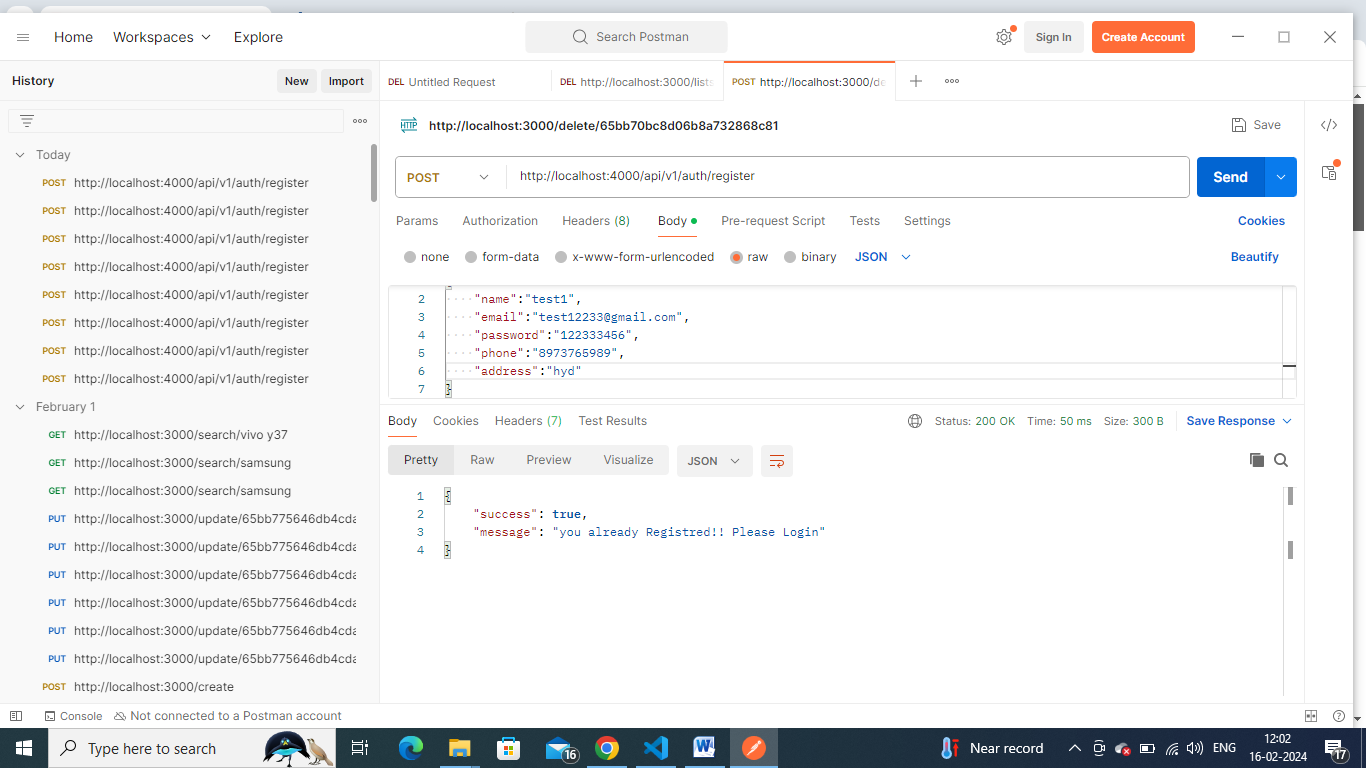 Home Workspaces Explore Search Postman Sign In Create Account
History New Import DEL Untitled Request DEL http://localhost:3000/lists POST http://localhost:3000/de
HTTP http://localhost:3000/delete/65bb70bc8d06b8a732868c81 Save
Today
POST http://localhost:4000/api/v1/auth/register
POST http://localhost:4000/api/v1/auth/register
POST http://localhost:4000/api/v1/auth/register
POST http://localhost:4000/api/v1/auth/register
POST http://localhost:4000/api/v1/auth/register
POST http://localhost:4000/api/v1/auth/register
POST http://localhost:4000/api/v1/auth/register
POST http://localhost:4000/api/v1/auth/register
February 1
GET http://localhost:3000/search/vivo y37
GET http://localhost:3000/search/samsung
GET http://localhost:3000/search/samsung
PUT http://localhost:3000/update/65bb775646db4cda
PUT http://localhost:3000/update/65bb775646db4cda
PUT http://localhost:3000/update/65bb775646db4cda
PUT http://localhost:3000/update/65bb775646db4cda
PUT http://localhost:3000/update/65bb775646db4cda
PUT http://localhost:3000/update/65bb775646db4cda
POST http://localhost:3000/create
POST http://localhost:4000/api/v1/auth/register Send
Params Authorization Headers (8) Body Pre-request Script Tests Settings Cookies
none form-data x-www-form-urlencoded raw binary JSON Beautify
2 "name":"test1",
3 "email":"test12233@gmail.com",
4 "password":"122333456",
5 "phone":"8973765989",
6 "address":"hyd"
7 }
Body Cookies Headers (7) Test Results Status: 200 OK Time: 50 ms Size: 300 B Save Response
Pretty Raw Preview Visualize JSON
1 {
2 "success": true,
3 "message": "you already Registred!! Please Login"
4 }
Console Not connected to a Postman account
Type here to search 16 Near record ENG 12:02
16-02-2024 17